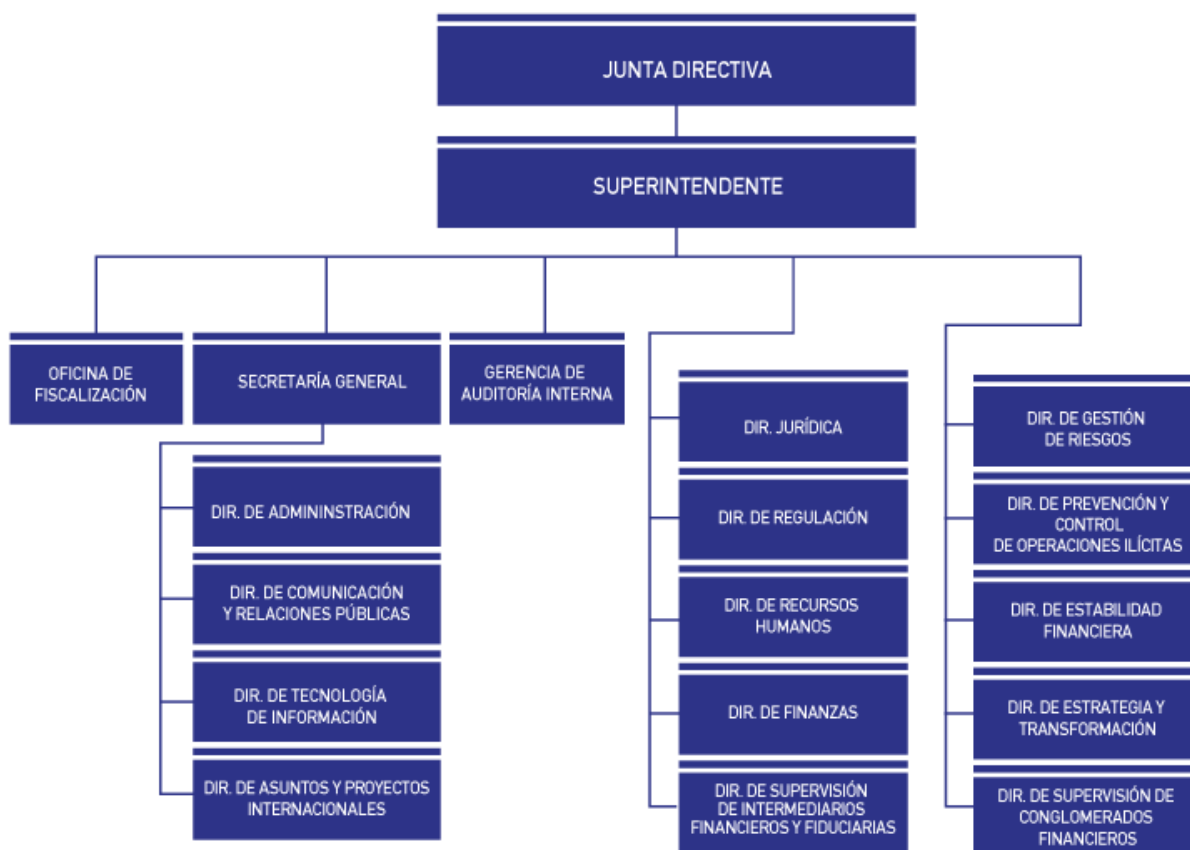 JUNTA DIRECTIVA
SUPERINTENDENTE
OFICINA DE
FISCALIZACIÓN
SECRETARÍA GENERAL
GERENCIA DE
AUDITORÍA INTERNA
DIR. DE ADMININSTRACIÓN
DIR. DE COMUNICACIÓN
Y RELACIONES PÚBLICAS
DIR. DE TECNOLOGÍA
DE INFORMACIÓN
DIR. DE ASUNTOS Y PROYECTOS
INTERNACIONALES
DIR. JURÍDICA
DIR. DE REGULACIÓN
DIR. DE RECURSOS
HUMANOS
DIR. DE FINANZAS
DIR. DE SUPERVISIÓN
DE INTERMEDIARIOS
FINANCIEROS Y FIDUCIARIAS
DIR. DE GESTIÓN
DE RIESGOS
DIR. DE PREVENCIÓN Y
CONTROL
DE OPERACIONES ILÍCITAS
DIR. DE ESTABILIDAD
FINANCIERA
DIR. DE ESTRATEGIA Y
TRANSFORMACIÓN
DIR. DE SUPERVISIÓN DE
CONGLOMERADOS
FINANCIEROS